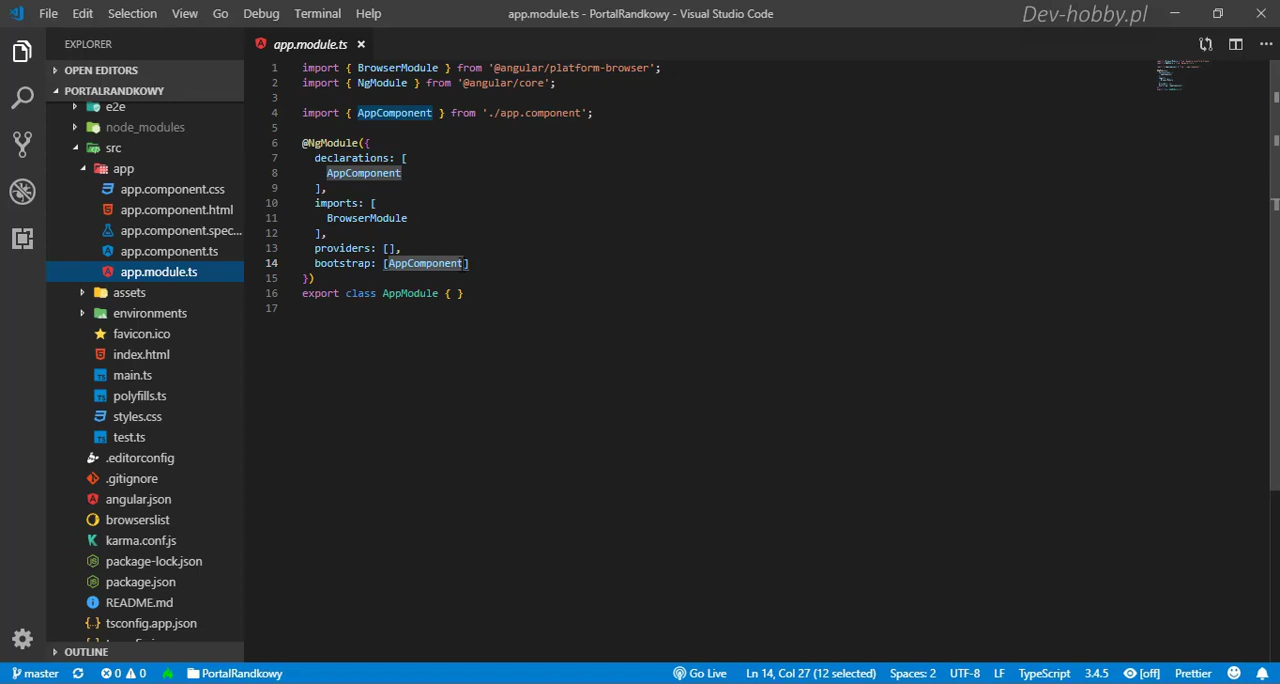 File Edit Selection View Go Debug Terminal Help
app.module.ts - PortalRandkowy - Visual Studio Code
Dev-hobby.pl
EXPLORER
OPEN EDITORS
PORTALRANDKOWY
e2e
node_modules
src
app
app.component.css
app.component.html
app.component.spec...
app.component.ts
app.module.ts
assets
environments
favicon.ico
index.html
main.ts
polyfills.ts
styles.css
test.ts
.editorconfig
.gitignore
angular.json
browserslist
karma.conf.js
package-lock.json
package.json
README.md
tsconfig.app.json
OUTLINE
app.module.ts
1 import { BrowserModule } from '@angular/platform-browser';
2 import { NgModule } from '@angular/core';
3
4 import { AppComponent } from './app.component';
5
6 @NgModule({
7 declarations: [
8 AppComponent
9 ],
10 imports: [
11 BrowserModule
12 ],
13 providers: [],
14 bootstrap: [AppComponent]
15 })
16 export class AppModule { }
17
master 0 0 PortalRandkowy Go Live Ln 14, Col 27 (12 selected) Spaces: 2 UTF-8 LF TypeScript 3.4.5 [off] Prettier